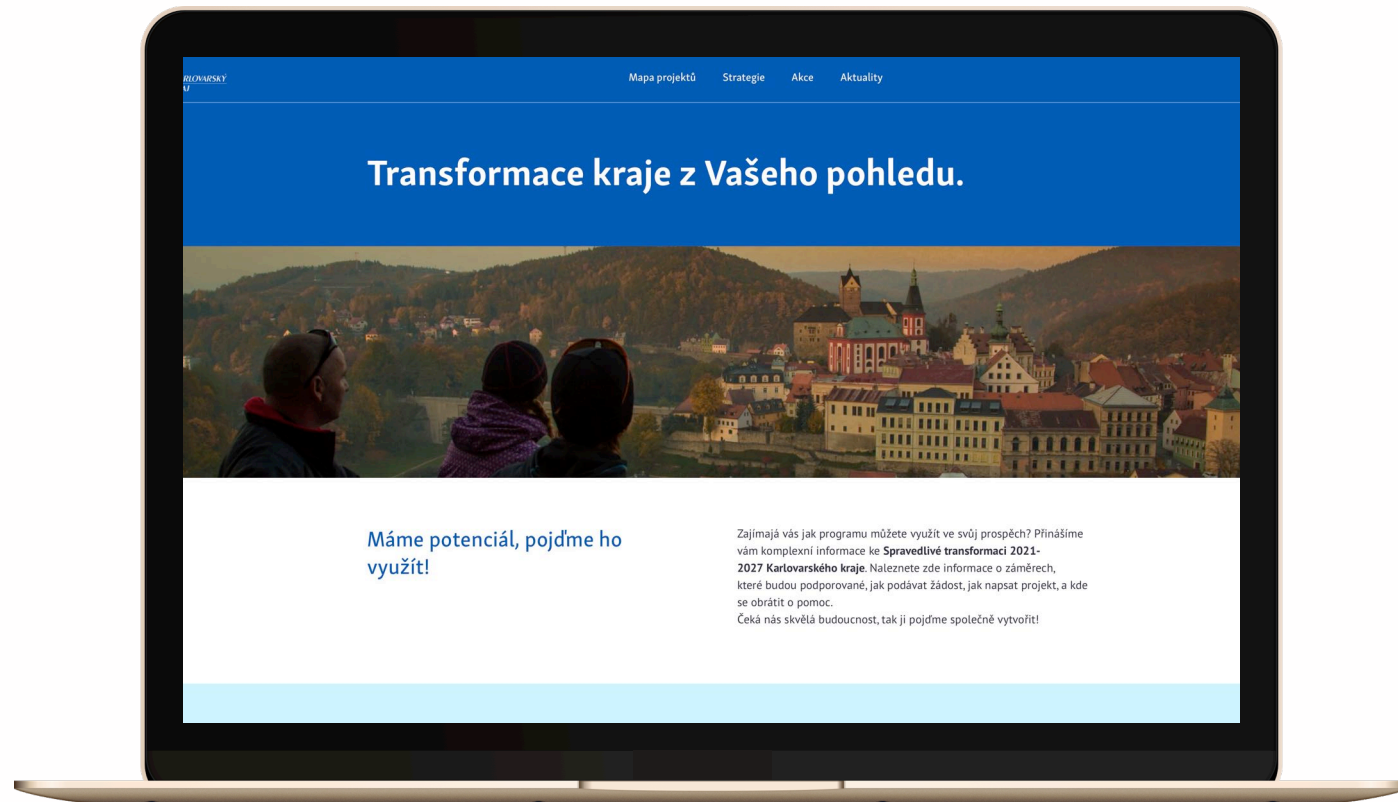 RLOVARSKÝ
AJ
Mapa projektů Strategie Akce Aktuality
Transformace kraje z Vašeho pohledu.
Máme potenciál, pojďme ho
využít!
Zajímajá vás jak programu můžete využít ve svůj prospěch? Přinášíme
vám komplexní informace ke Spravedlivé transformaci 2021-
2027 Karlovarského kraje. Naleznete zde informace o záměrech,
které budou podporované, jak podávat žádost, jak napsat projekt, a kde
se obrátit o pomoc.
Čeká nás skvělá budoucnost, tak ji pojďme společně vytvořit!